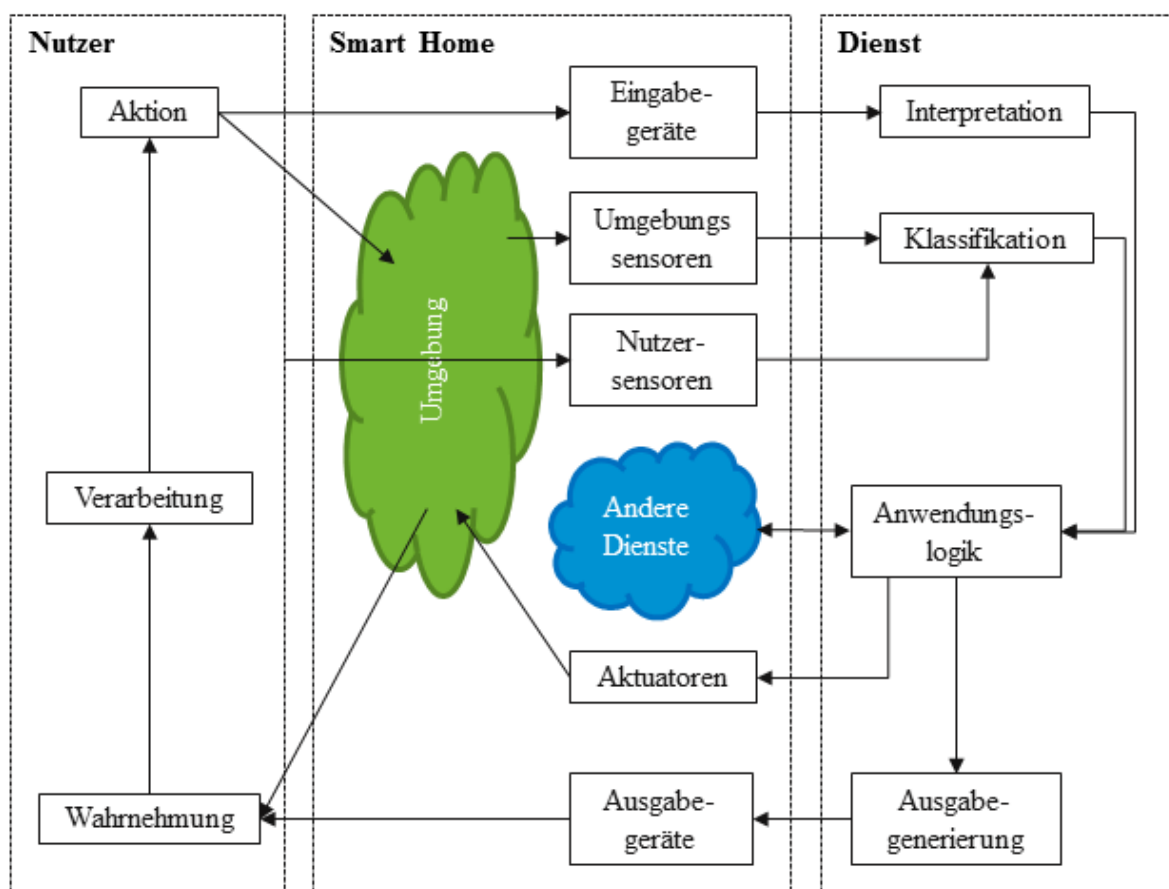 Nutzer
Smart Home
Dienst
Aktion
Eingabe-
geräte
Interpretation
Umgebungs
sensoren
Klassifikation
Umgebung
Nutzer-
sensoren
Verarbeitung
Andere
Dienste
Anwendungs-
logik
Aktuatoren
Wahrnehmung
Ausgabe-
geräte
Ausgabe-
generierung